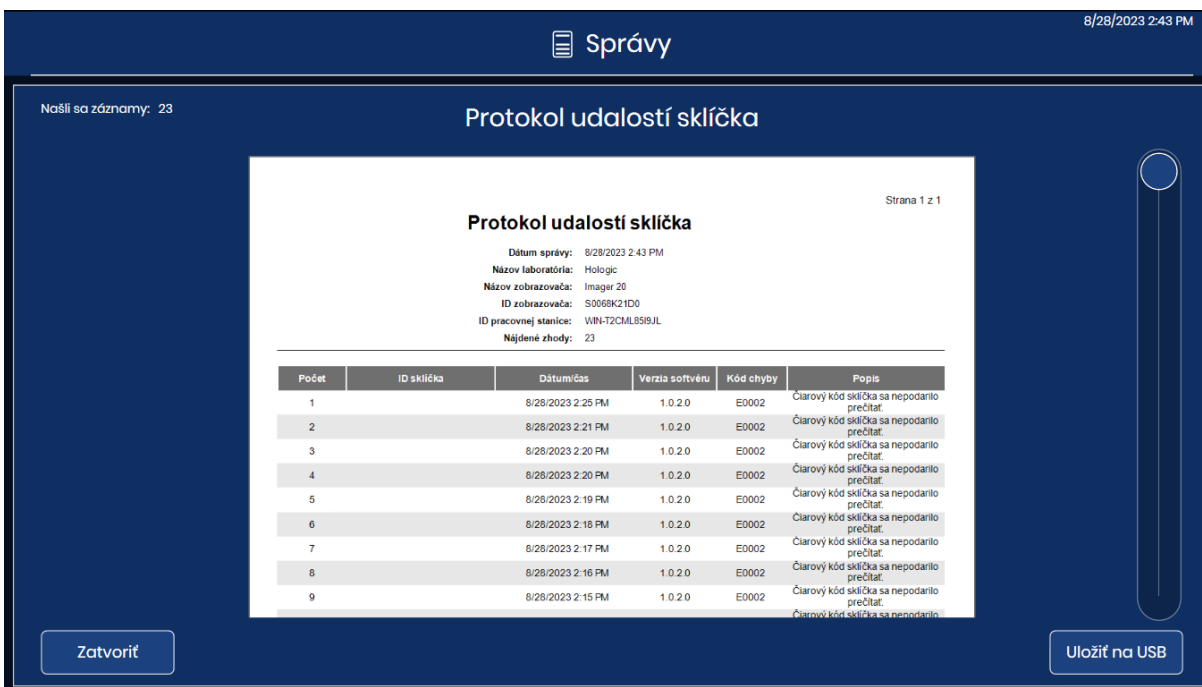 8/28/2023 2:43 PM
Správy
Našli sa záznamy: 23
Protokol udalostí sklíčka
Strana 1 z 1
Protokol udalostí sklíčka
Dátum správy: 8/28/2023 2:43 PM
Názov laboratória: Hologic
Názov zobrazovača: Imager 20
ID zobrazovača: S0068K21D0
ID pracovnej stanice: WIN-T2CML85I9JL
Nájdené zhody: 23
Počet ID sklíčka Dátum/čas Verzia softvéru Kód chyby Popis
1 8/28/2023 2:25 PM 1.0.2.0 E0002 Čiarový kód sklíčka sa nepodarilo
prečítať.
2 8/28/2023 2:21 PM 1.0.2.0 E0002 Čiarový kód sklíčka sa nepodarilo
prečítať.
3 8/28/2023 2:20 PM 1.0.2.0 E0002 Čiarový kód sklíčka sa nepodarilo
prečítať.
4 8/28/2023 2:20 PM 1.0.2.0 E0002 Čiarový kód sklíčka sa nepodarilo
prečítať.
5 8/28/2023 2:19 PM 1.0.2.0 E0002 Čiarový kód sklíčka sa nepodarilo
prečítať.
6 8/28/2023 2:18 PM 1.0.2.0 E0002 Čiarový kód sklíčka sa nepodarilo
prečítať.
7 8/28/2023 2:17 PM 1.0.2.0 E0002 Čiarový kód sklíčka sa nepodarilo
prečítať.
8 8/28/2023 2:16 PM 1.0.2.0 E0002 Čiarový kód sklíčka sa nepodarilo
prečítať.
9 8/28/2023 2:15 PM 1.0.2.0 E0002 Čiarový kód sklíčka sa nepodarilo
prečítať.
Čiarový kód sklíčka sa nepodarilo
Zatvoriť
Uložiť na USB